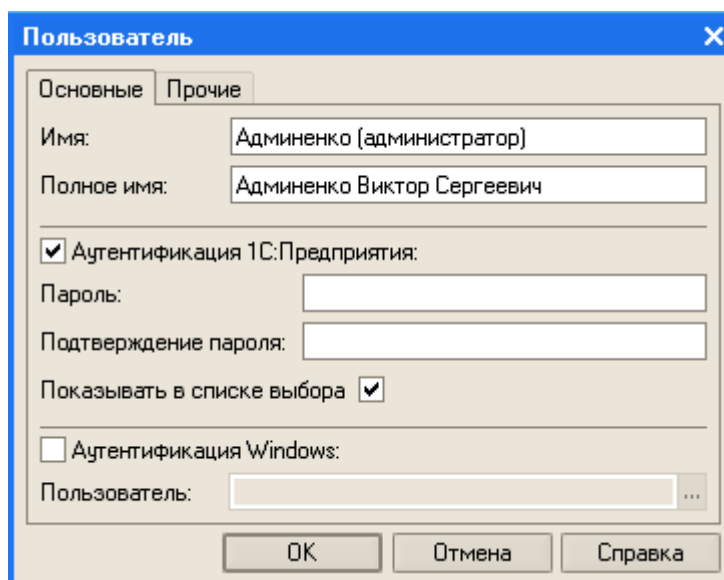 Пользователь
Основные Прочие
Имя: Админенко (администратор)
Полное имя: Админенко Виктор Сергеевич
Аутентификация 1С:Предприятия:
Пароль:
Подтверждение пароля:
Показывать в списке выбора
Аутентификация Windows:
Пользователь: ...
ОК Отмена Справка